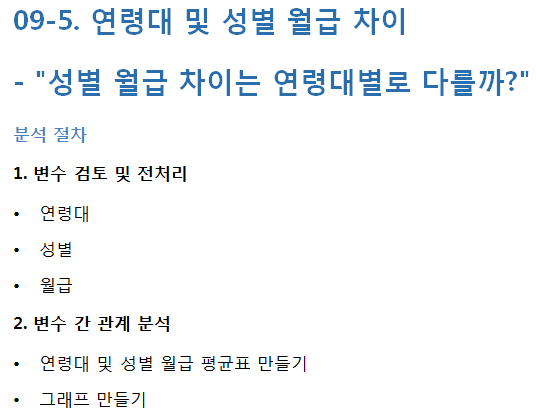 09-5. 연령대 및 성별 월급 차이
- "성별 월급 차이는 연령대별로 다를까?"
분석 절차
1. 변수 검토 및 전처리
• 연령대
• 성별
• 월급
2. 변수 간 관계 분석
• 연령대 및 성별 월급 평균표 만들기
• 그래프 만들기